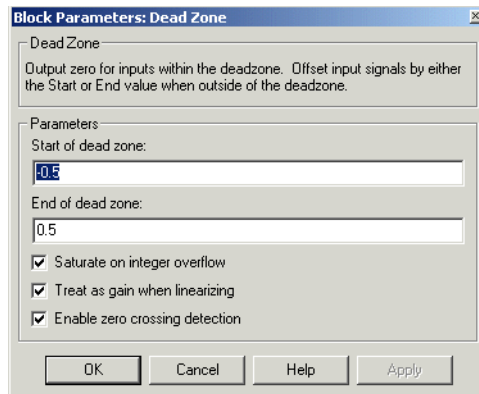 Block Parameters: Dead Zone
Dead Zone
Output zero for inputs within the deadzone. Offset input signals by either
the Start or End value when outside of the deadzone.
Parameters
Start of dead zone:
-0.5
End of dead zone:
0.5
Saturate on integer overflow
Treat as gain when linearizing
Enable zero crossing detection
OK Cancel Help Apply